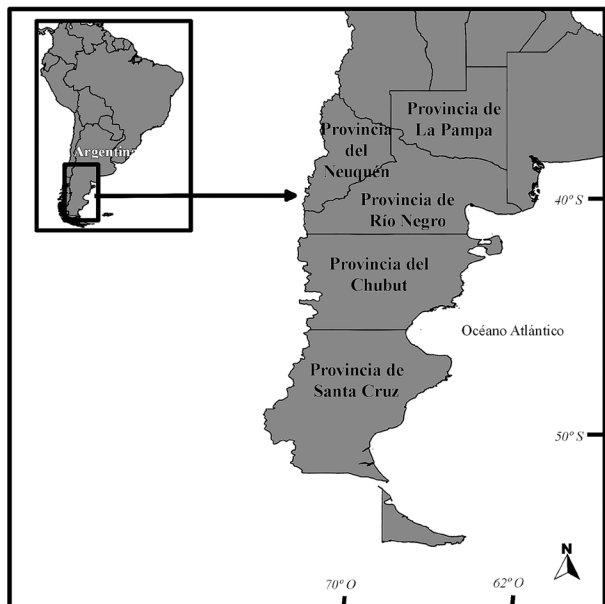 Argentina
Provincia de
La Pampa
Provincia
del
Neuquén
Provincia de
Río Negro
40º S
Provincia del
Chubut
Océano Atlántico
Provincia de
Santa Cruz
50º S
N
70º O
62º O